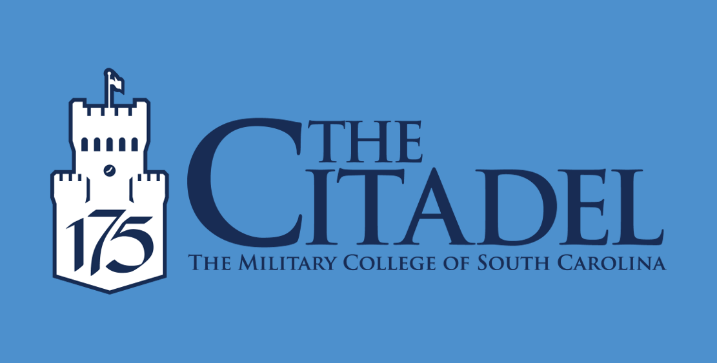 175
THE
CITADEL
THE MILITARY COLLEGE OF SOUTH CAROLINA